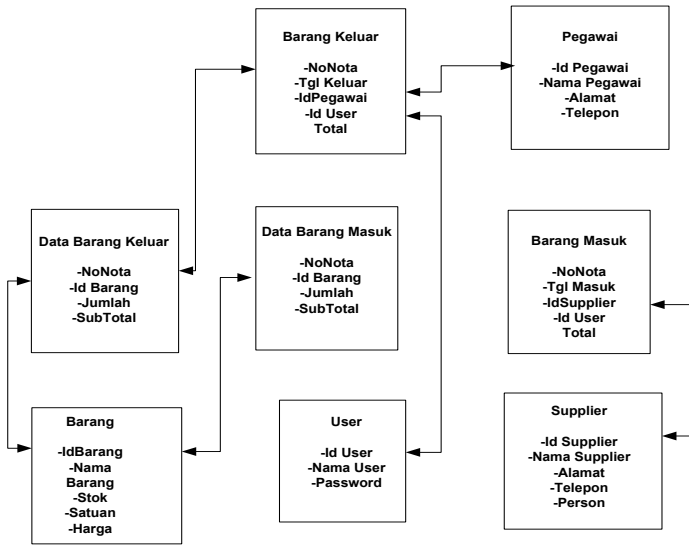 Barang Keluar
-NoNota
-Tgl Keluar
-IdPegawai
-Id User
Total
Pegawai
-Id Pegawai
-Nama Pegawai
-Alamat
-Telepon
Data Barang Keluar
-NoNota
-Id Barang
-Jumlah
-SubTotal
Data Barang Masuk
-NoNota
-Id Barang
-Jumlah
-SubTotal
Barang Masuk
-NoNota
-Tgl Masuk
-IdSupplier
-Id User
Total
Barang
-IdBarang
-Nama
Barang
-Stok
-Satuan
-Harga
User
-Id User
-Nama User
-Password
Supplier
-Id Supplier
-Nama Supplier
-Alamat
-Telepon
-Person